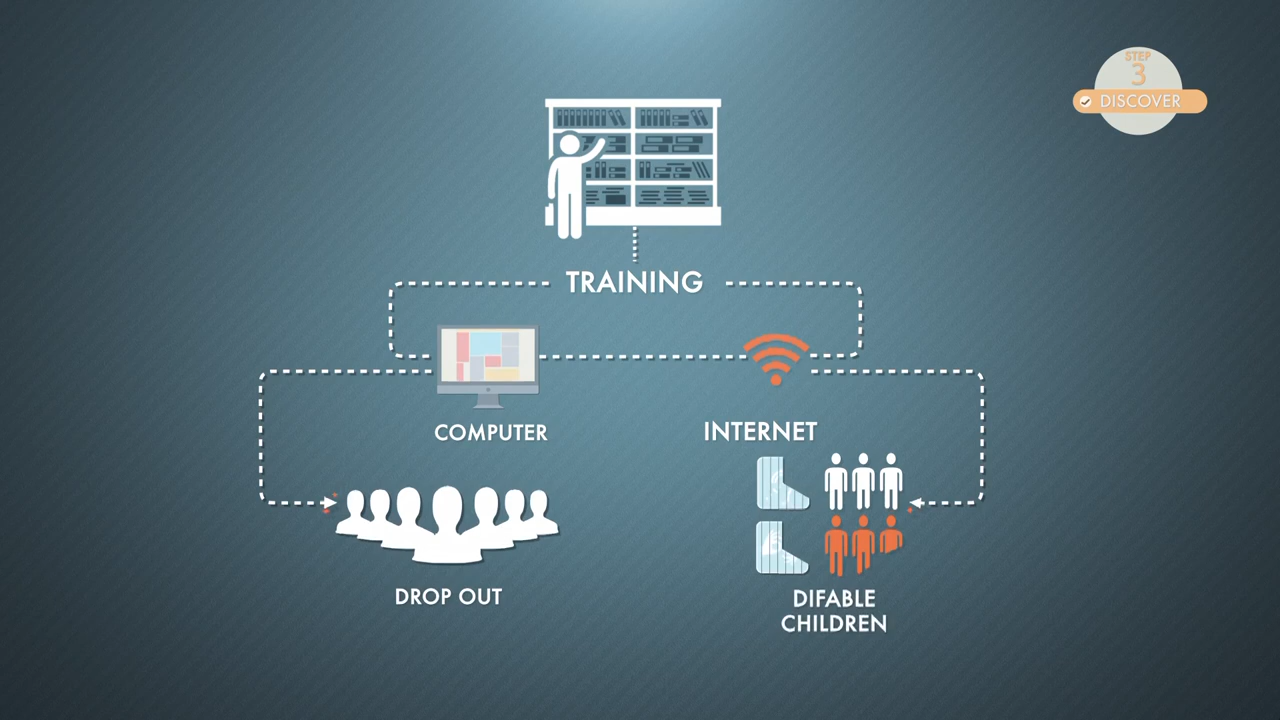 STEP
3
DISCOVER
TRAINING
COMPUTER
INTERNET
DROP OUT
DIFABLE
CHILDREN